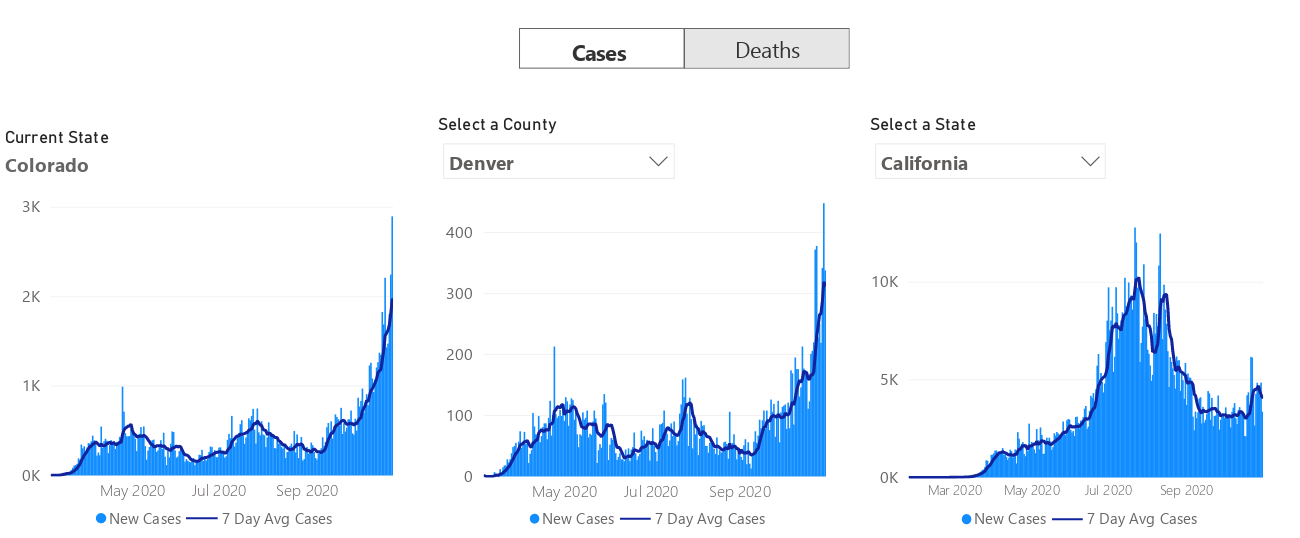 Cases
Deaths
Current State
Colorado
3K
2K
1K
0K
May 2020
Jul 2020
Sep 2020
New Cases
7 Day Avg Cases
Select a County
Denver
400
300
200
100
0
May 2020
Jul 2020
Sep 2020
New Cases
7 Day Avg Cases
Select a State
California
10K
5K
0K
Mar 2020
May 2020
Jul 2020
Sep 2020
New Cases
7 Day Avg Cases